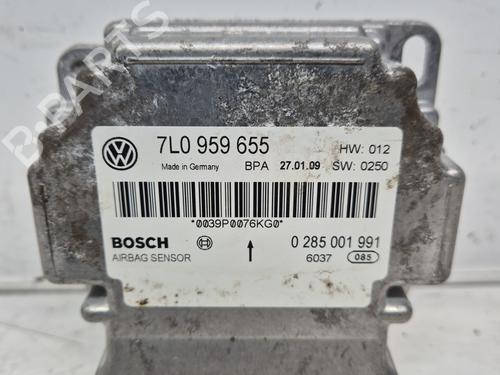 7L0 959 655 HW: 012
Made in Germany BPA 27.01.09 SW: 0250
*0039P0076KG0*
BOSCH 0 285 001 991
AIRBAG SENSOR 6037 085
B-PARTS